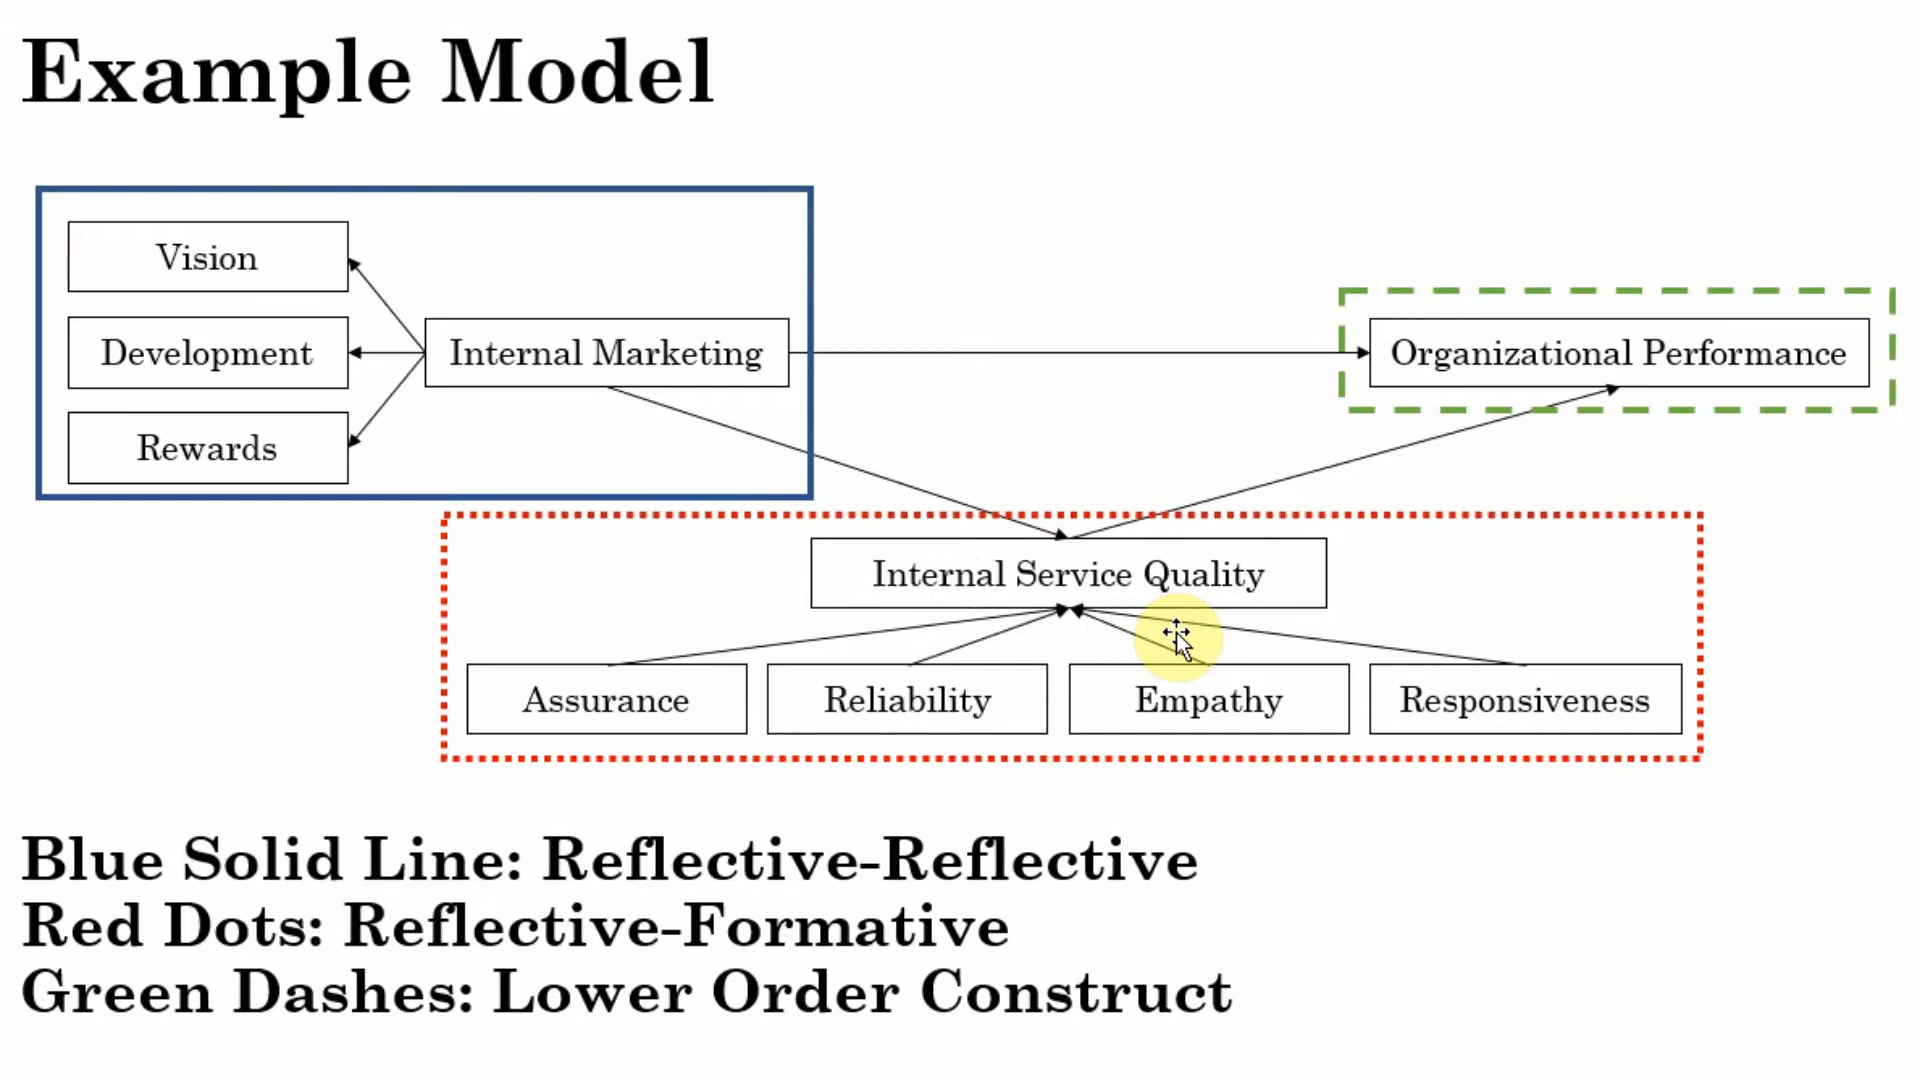 Example Model
Vision
Development
Rewards
Internal Marketing
Organizational Performance
Internal Service Quality
Assurance
Reliability
Empathy
Responsiveness
Blue Solid Line: Reflective-Reflective
Red Dots: Reflective-Formative
Green Dashes: Lower Order Construct